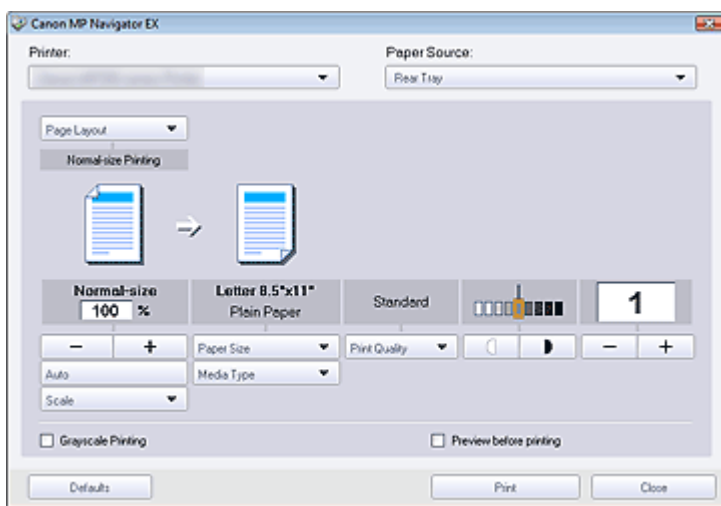 Canon MP Navigator EX
Printer:
Paper Source:
Rear Tray
Page Layout
Normal-size Printing
Normal-size
100 %
Letter 8.5"x11"
Plain Paper
Standard
1
Paper Size
Print Quality
Auto
Media Type
Scale
Grayscale Printing
Preview before printing
Defaults
Print
Close